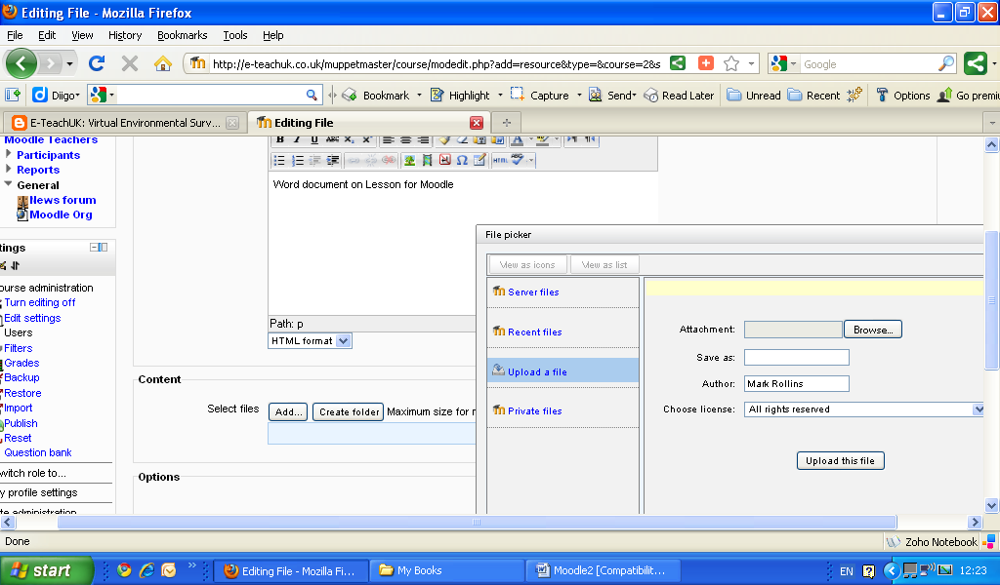 Editing File - Mozilla Firefox
File Edit View History Bookmarks Tools Help
http://e-teachuk.co.uk/muppetmaster/course/modedit.php?add=resource&type=&course=2&s
Google
Diigo Bookmark Highlight Capture Send Read Later Unread Recent Options Go premi
E-TeachUK: Virtual Environmental Surv... Editing File
Moodle Teachers
Participants
Reports
General
News forum
Moodle Org
tings
ourse administration
Turn editing off
Edit settings
Users
Filters
Grades
Backup
Restore
Import
Publish
Reset
Question bank
witch role to...
y profile settings
te administration
B I U ABC
HTML
Word document on Lesson for Moodle
Path: p
HTML format
Content
Select files Add... Create folder Maximum size for n
Options
File picker
View as icons View as list
Server files
Recent files
Upload a file
Private files
Attachment: Browse...
Save as:
Author: Mark Rollins
Choose license: All rights reserved
Upload this file
Done
Zoho Notebook
start Editing File - Mozilla Fi... My Books Moodle2 [Compatibilit... EN 12:23